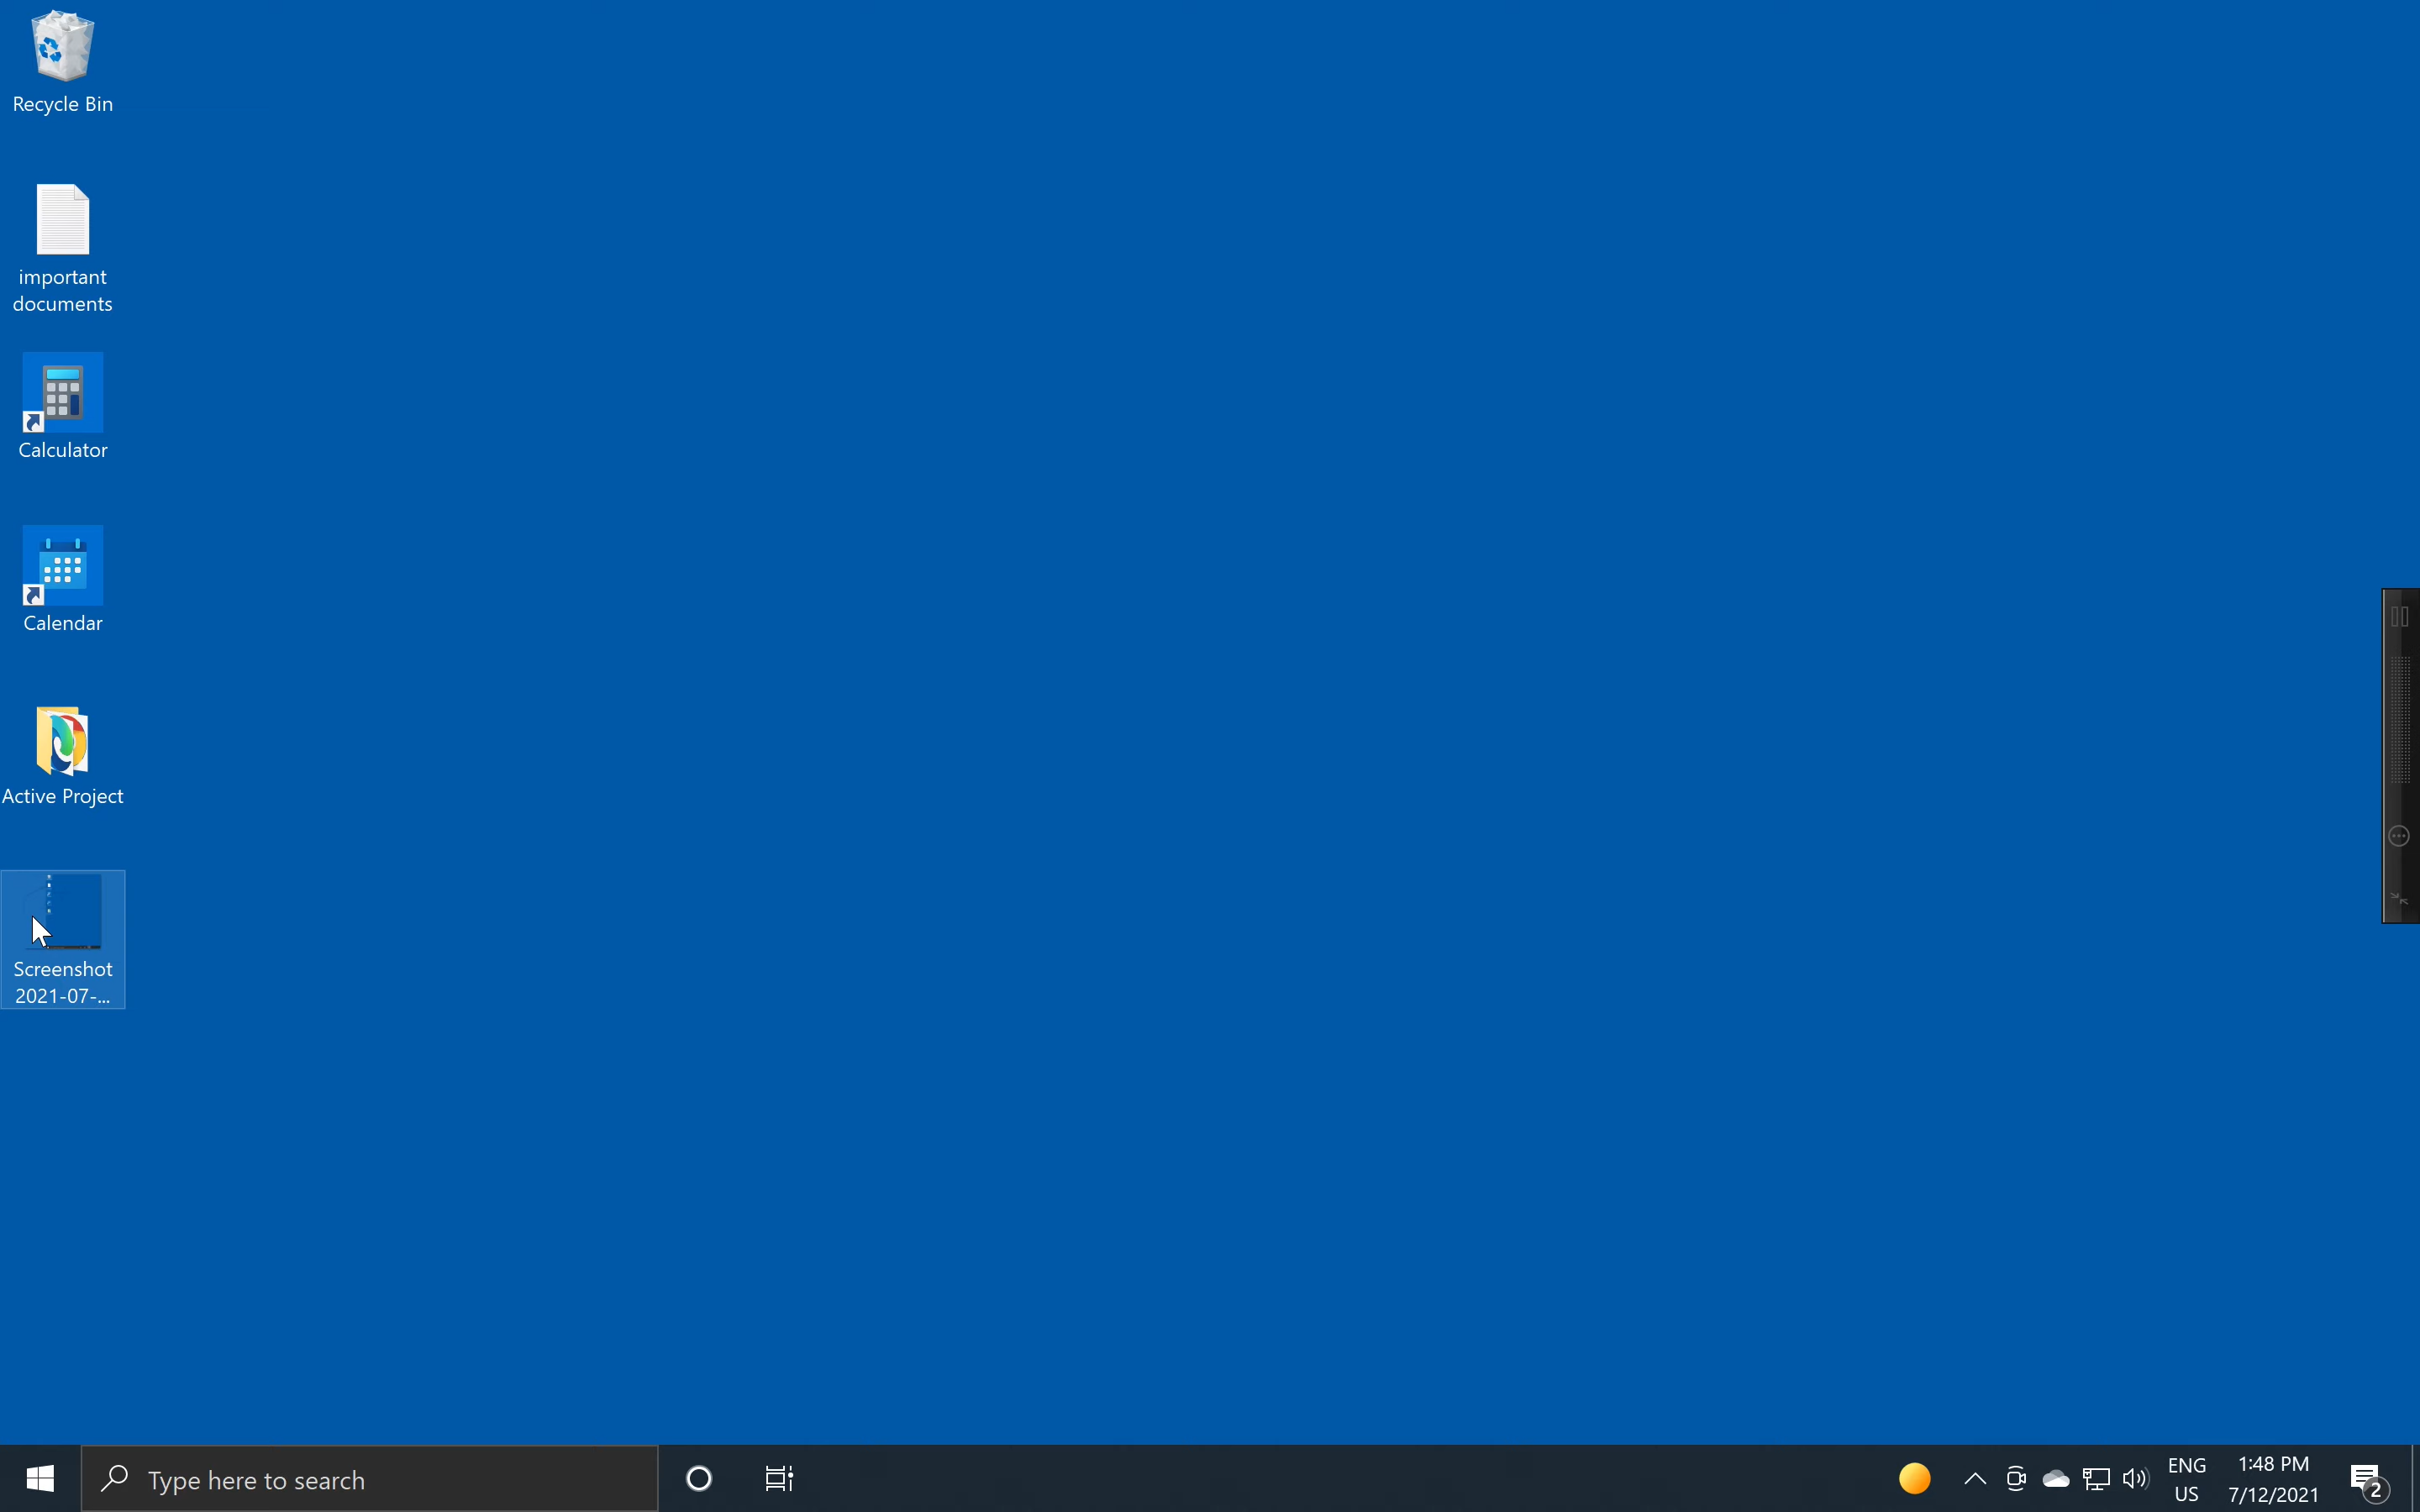 Recycle Bin
important
documents
Calculator
Calendar
Active Project
Screenshot
2021-07-...
Type here to search
ENG
US
1:48 PM
7/12/2021
2